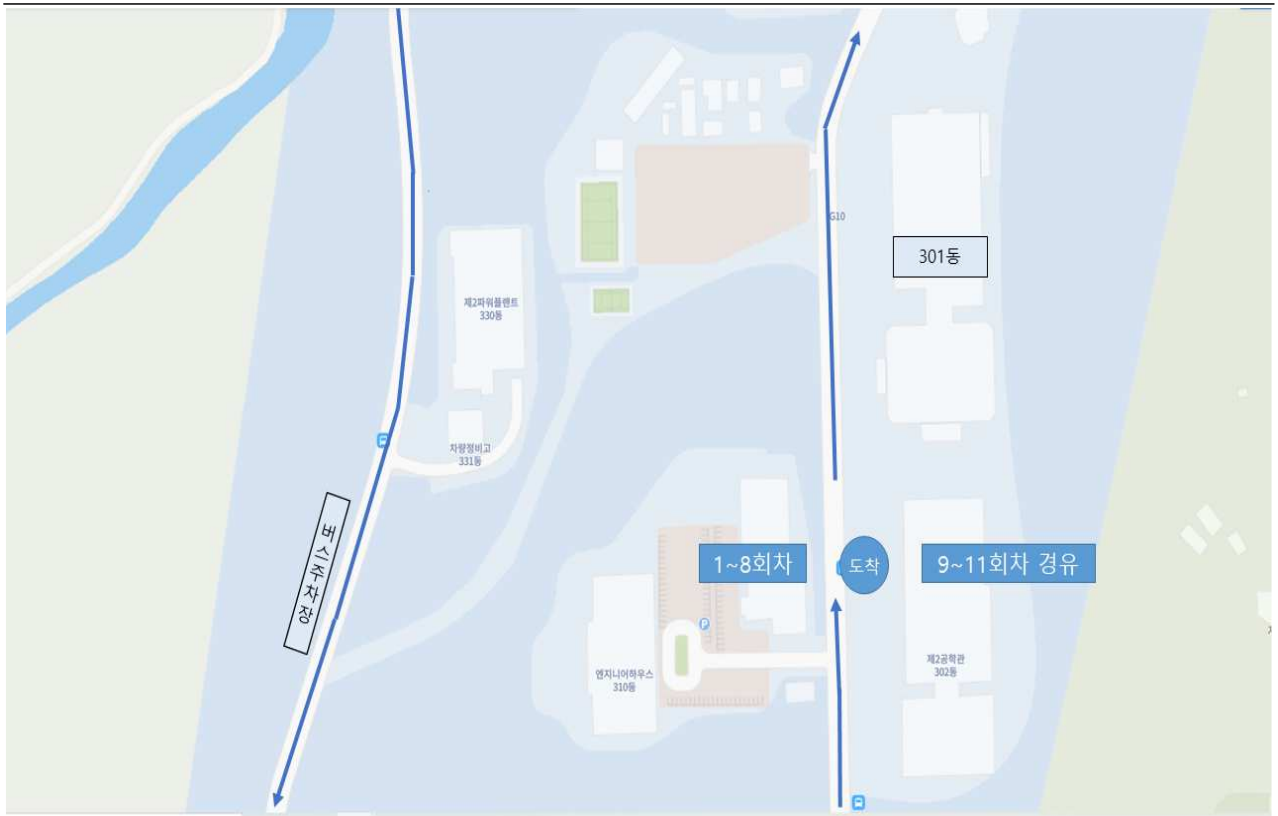 G10
301동
제2파워플랜트
330동
차량정비고
331동
버스주차장
1~8회차
도착
9~11회차 경유
P
엔지니어하우스
310동
제2공학관
302동